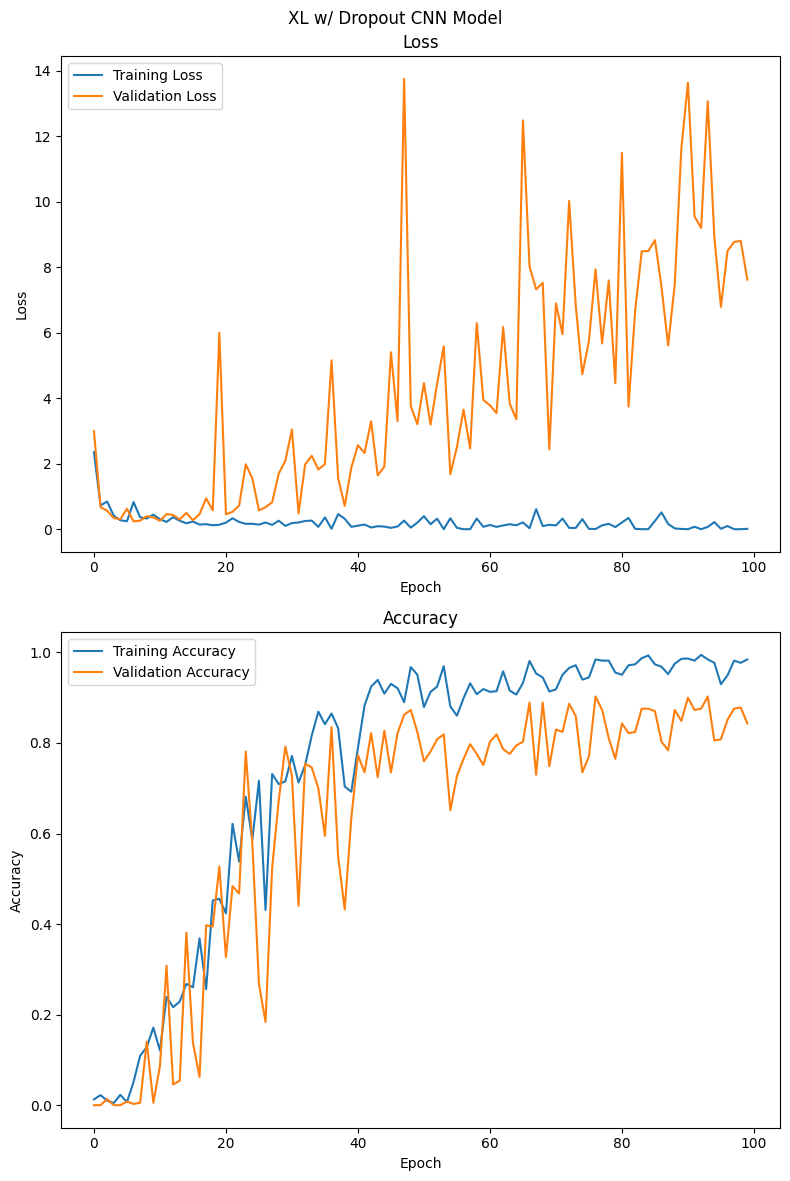 XL w/ Dropout CNN Model
Loss
Training Loss
Validation Loss
14
12
10
8
6
4
2
0
Loss
0 20 40 60 80 100
Epoch
Accuracy
Training Accuracy
Validation Accuracy
1.0
0.8
0.6
0.4
0.2
0.0
Accuracy
0 20 40 60 80 100
Epoch